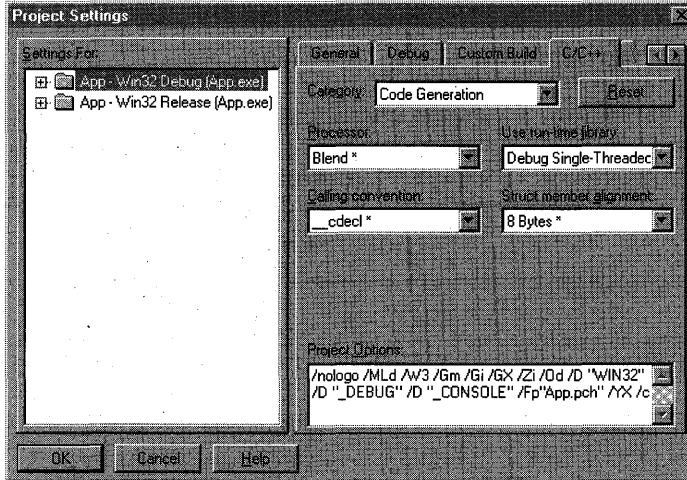 Project Settings
Settings For:
App - Win32 Debug (App.exe)
App - Win32 Release (App.exe)
General Debug Custom Build C/C++
Category: Code Generation Reset
Processor: Use run-time library:
Blend * Debug Single-Threadec
Calling convention: Struct member alignment:
__cdecl * 8 Bytes *
Project Options:
/nologo /MLd /W3 /Gm /Gi /GX /Zi /Od /D "WIN32"
/D "_DEBUG" /D "_CONSOLE" /Fp"App.pch" /YX /c
OK Cancel Help